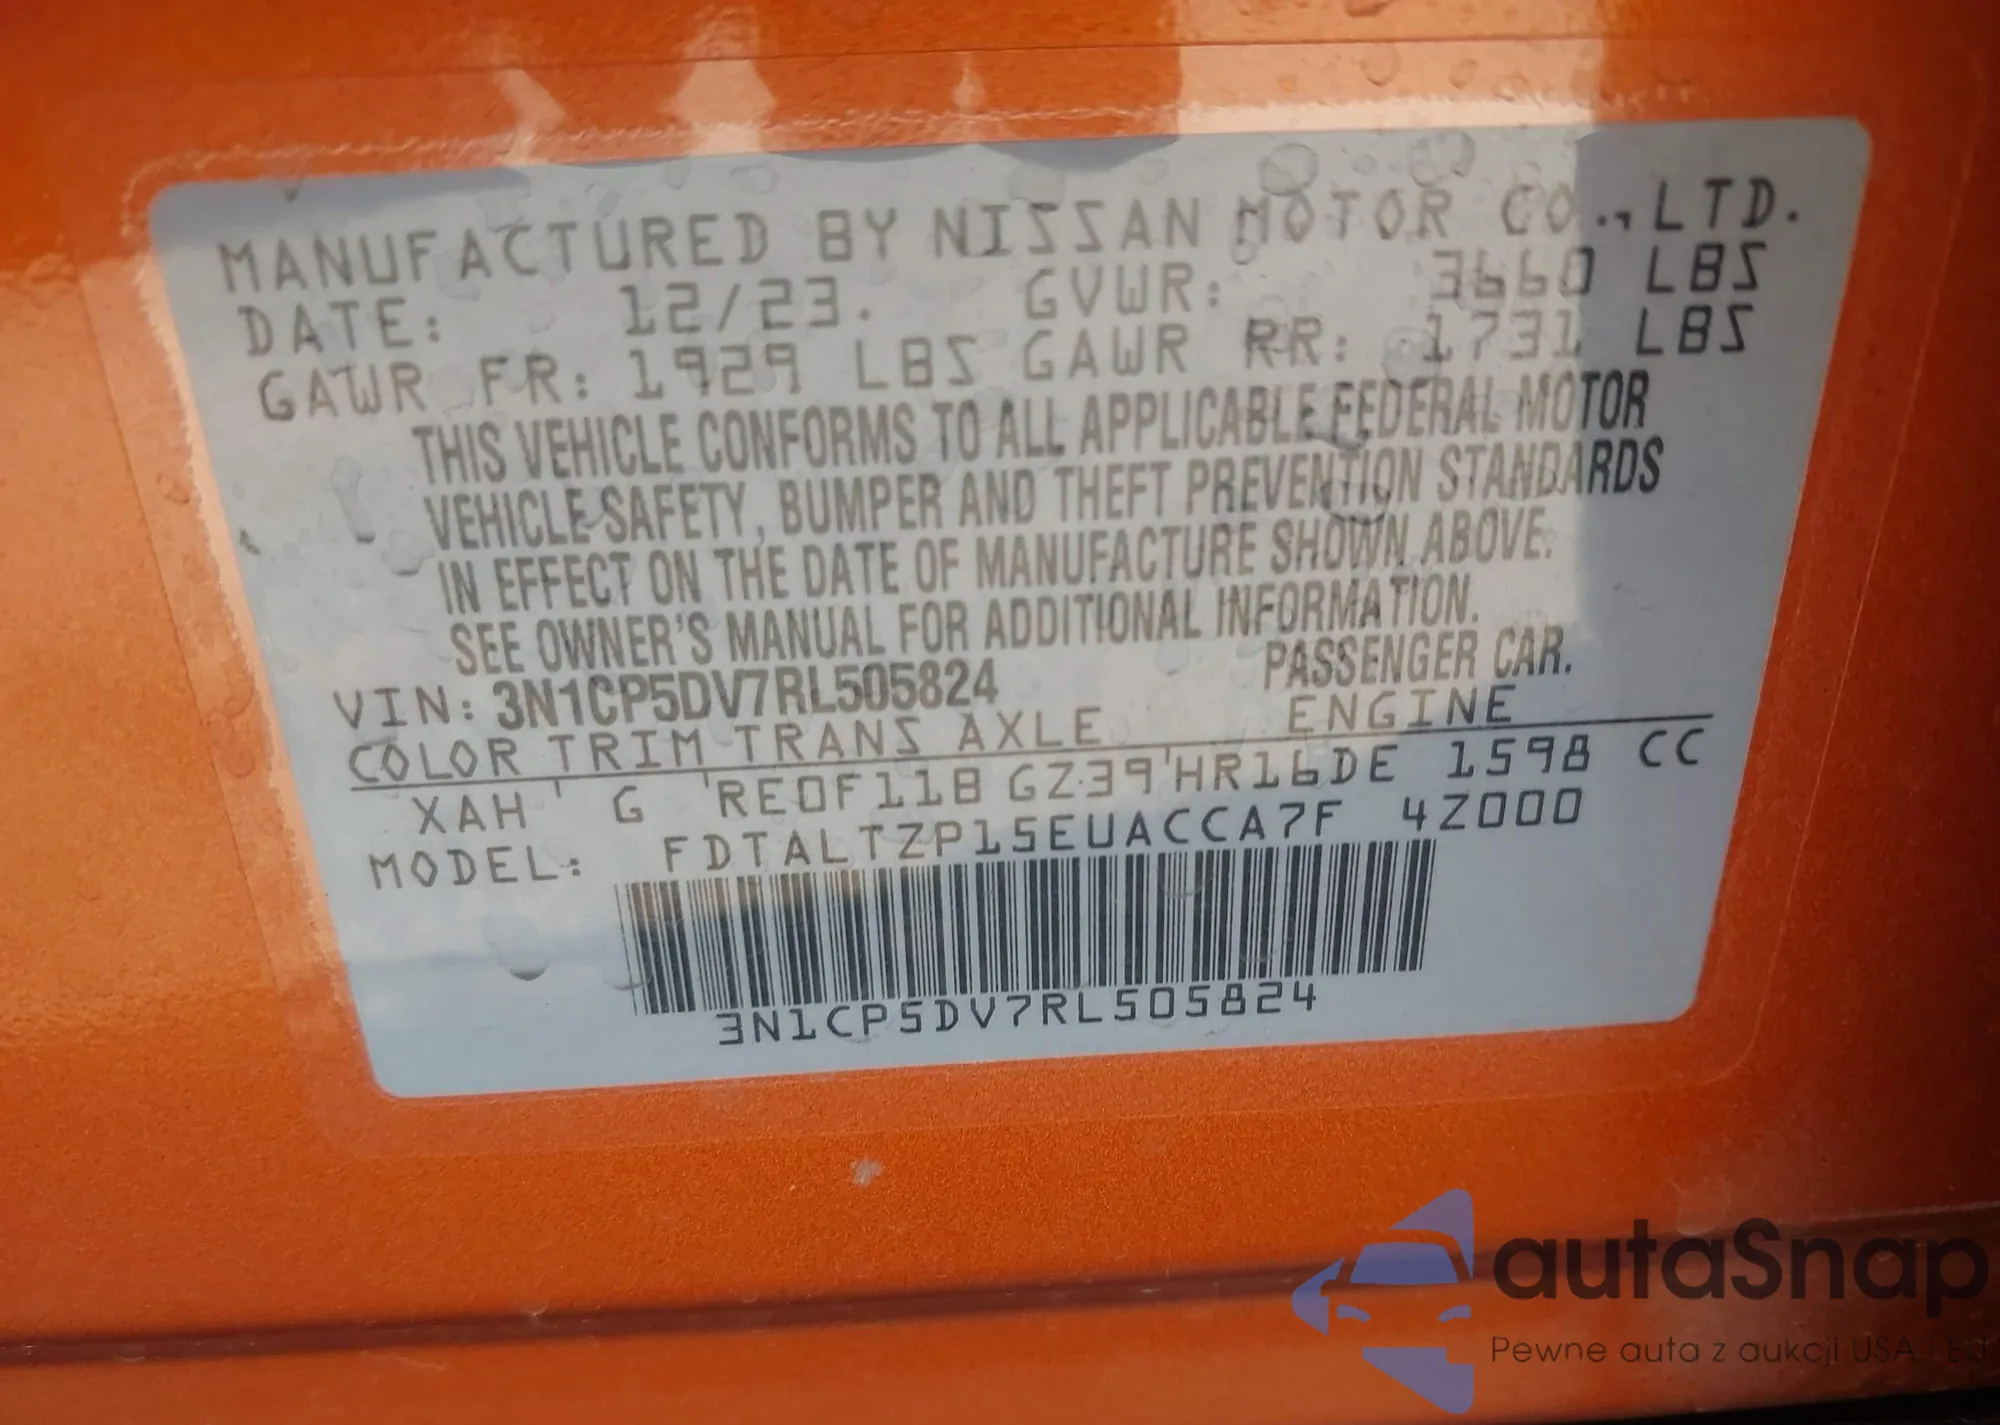 MANUFACTURED BY NISSAN MOTOR CO., LTD.
DATE: 12/23. GVWR: 3660 LBS
GAWR FR: 1929 LBS GAWR RR: 1731 LBS
THIS VEHICLE CONFORMS TO ALL APPLICABLE FEDERAL MOTOR
VEHICLE SAFETY, BUMPER AND THEFT PREVENTION STANDARDS
IN EFFECT ON THE DATE OF MANUFACTURE SHOWN ABOVE.
SEE OWNER'S MANUAL FOR ADDITIONAL INFORMATION.
VIN: 3N1CP5DV7RL505824 PASSENGER CAR.
COLOR TRIM TRANS AXLE ENGINE
XAH G RE0F11B GZ39 HR16DE 1598 CC
MODEL: FDTALTZP15EUACCA7F 4Z000
3N1CP5DV7RL505824
autaSnap
Pewne auta z aukcji USA